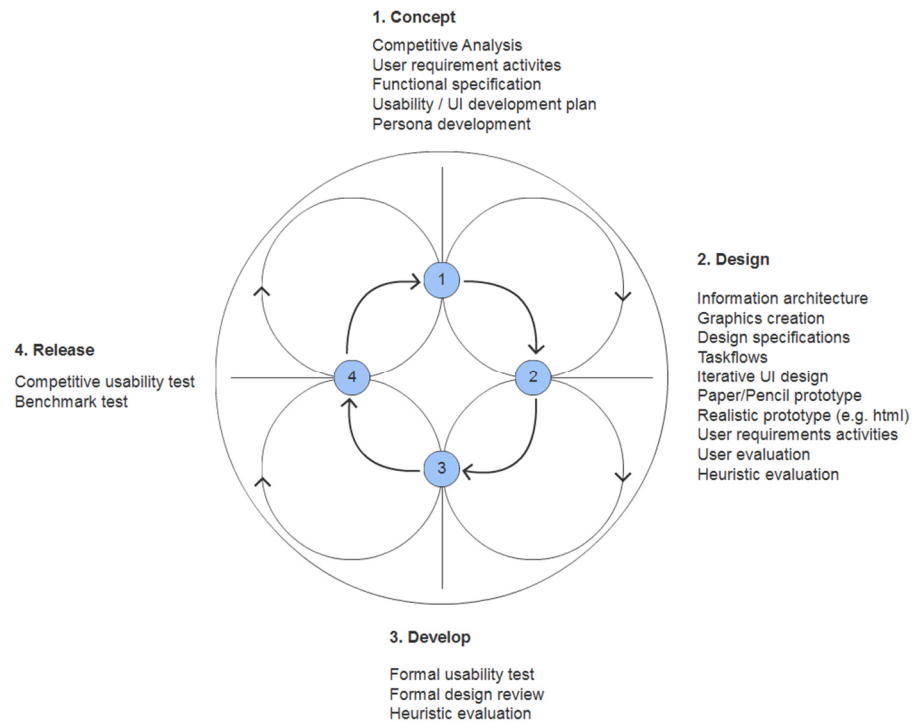 1. Concept
Competitive Analysis
User requirement activites
Functional specification
Usability / UI development plan
Persona development
2. Design
Information architecture
Graphics creation
Design specifications
Taskflows
Iterative UI design
Paper/Pencil prototype
Realistic prototype (e.g. html)
User requirements activities
User evaluation
Heuristic evaluation
3. Develop
Formal usability test
Formal design review
Heuristic evaluation
4. Release
Competitive usability test
Benchmark test
1
2
3
4